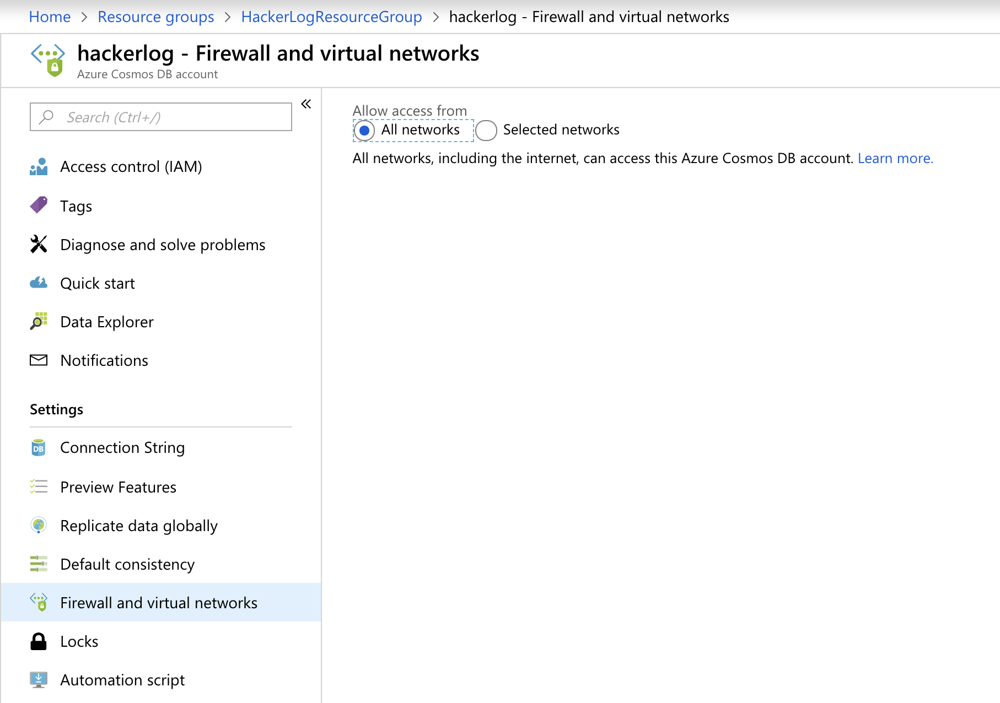 Home > Resource groups > HackerLogResourceGroup > hackerlog - Firewall and virtual networks
hackerlog - Firewall and virtual networks
Azure Cosmos DB account
Search (Ctrl+/)
Access control (IAM)
Tags
Diagnose and solve problems
Quick start
Data Explorer
Notifications
Settings
DB Connection String
Preview Features
Replicate data globally
Default consistency
Firewall and virtual networks
Locks
Automation script
Allow access from
All networks Selected networks
All networks, including the internet, can access this Azure Cosmos DB account. Learn more.